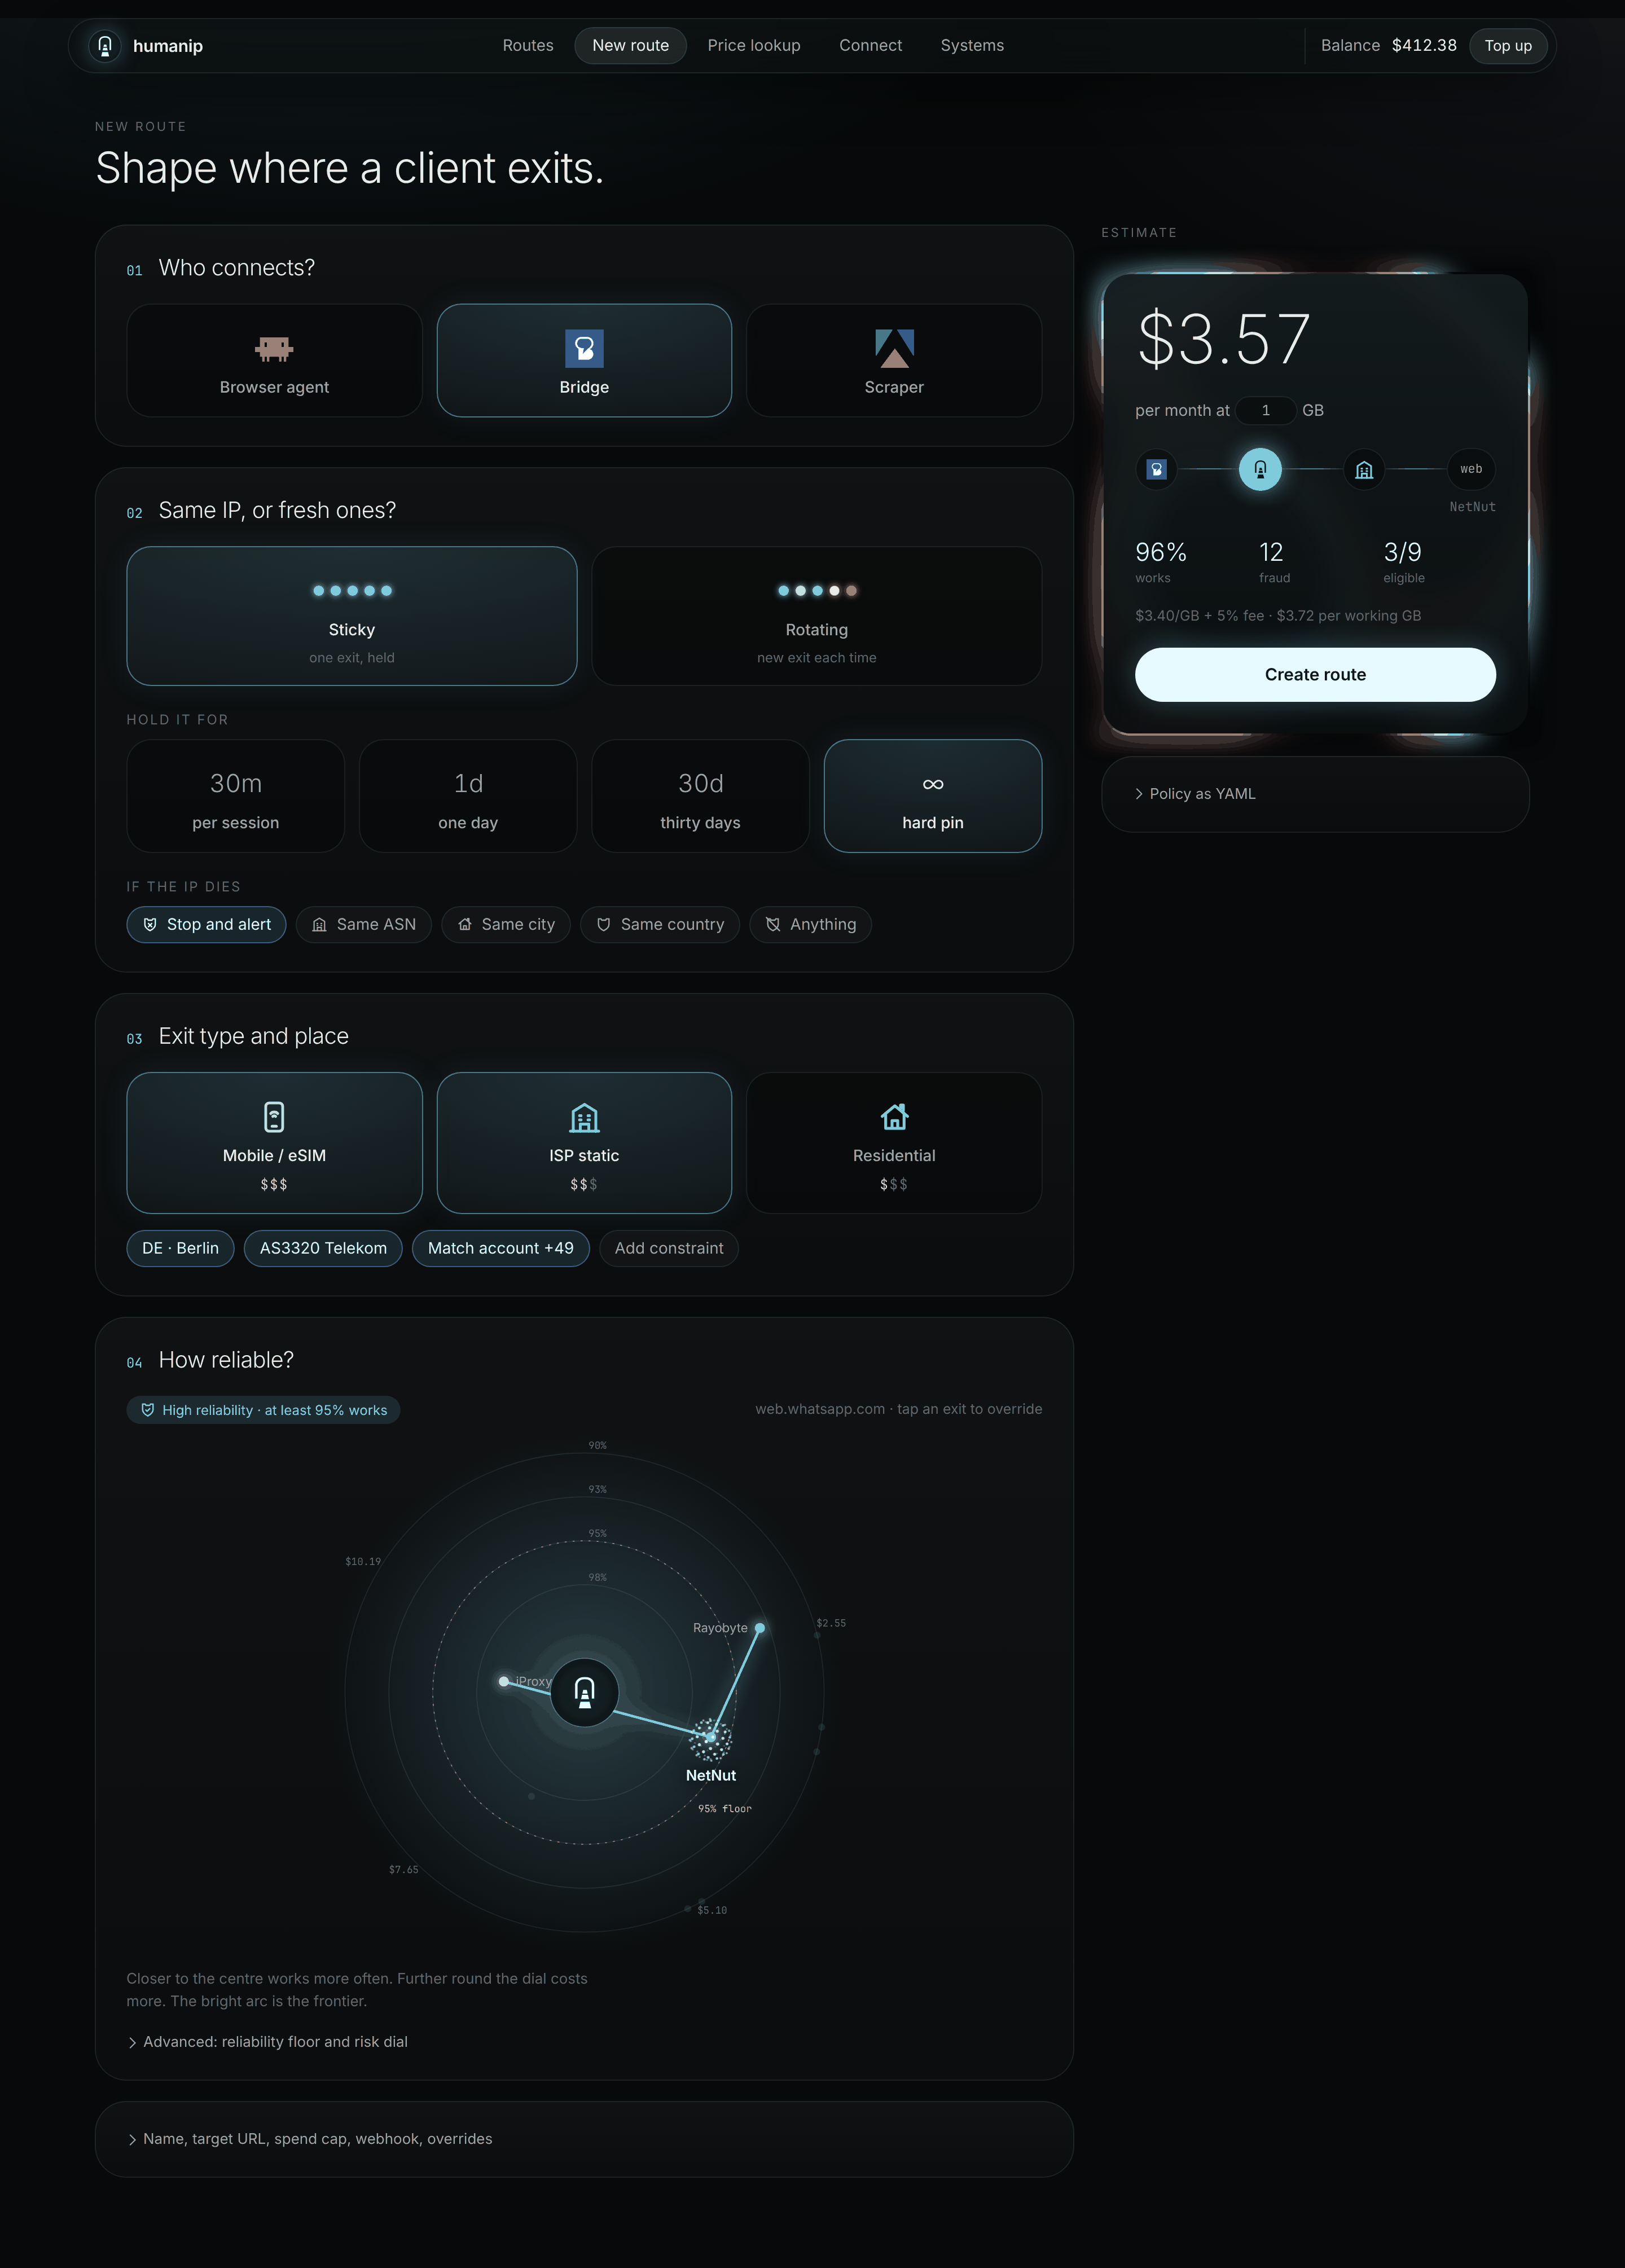 humanip
Routes
New route
Price lookup
Connect
Systems
Balance $412.38
Top up
NEW ROUTE
Shape where a client exits.
01 Who connects?
Browser agent
Bridge
Scraper
02 Same IP, or fresh ones?
Sticky
one exit, held
Rotating
new exit each time
HOLD IT FOR
30m
per session
1d
one day
30d
thirty days
∞
hard pin
IF THE IP DIES
Stop and alert
Same ASN
Same city
Same country
Anything
03 Exit type and place
Mobile / eSIM
$$$
ISP static
$$$
Residential
$$$
DE · Berlin
AS3320 Telekom
Match account +49
Add constraint
04 How reliable?
High reliability · at least 95% works
web.whatsapp.com · tap an exit to override
90%
93%
95%
98%
$10.19
$2.55
Rayobyte
iProxy
NetNut
95% floor
$7.65
$5.10
Closer to the centre works more often. Further round the dial costs
more. The bright arc is the frontier.
Advanced: reliability floor and risk dial
Name, target URL, spend cap, webhook, overrides
ESTIMATE
$3.57
per month at 1 GB
web
NetNut
96%
works
12
fraud
3/9
eligible
$3.40/GB + 5% fee · $3.72 per working GB
Create route
Policy as YAML